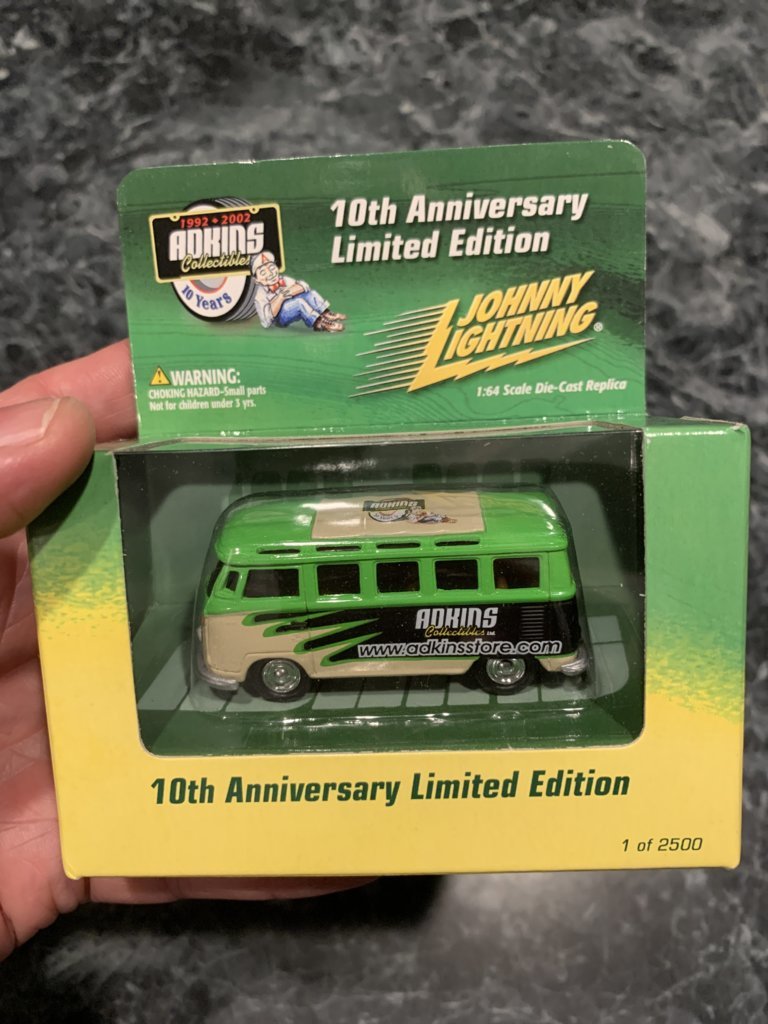 1992 • 2002
ADKINS
Collectibles
10 Years
10th Anniversary
Limited Edition
JOHNNY
LIGHTNING®
1:64 Scale Die-Cast Replica
WARNING:
CHOKING HAZARD-Small parts
Not for children under 3 yrs.
ADKINS
ADKINS
Collectibles Ltd.
www.adkinsstore.com
10th Anniversary Limited Edition
1 of 2500